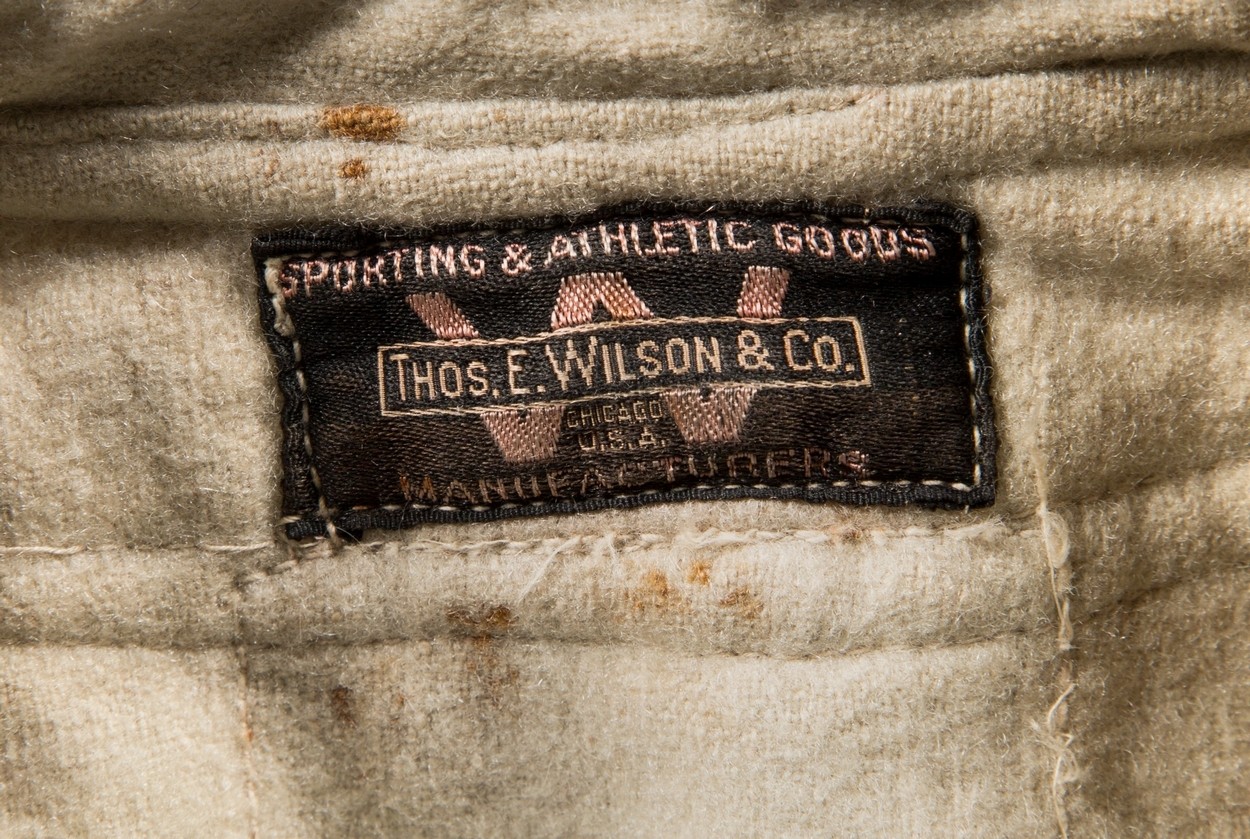 SPORTING & ATHLETIC GOODS
W
THOS. E. WILSON & CO.
CHICAGO
U.S.A.
MANUFACTURERS